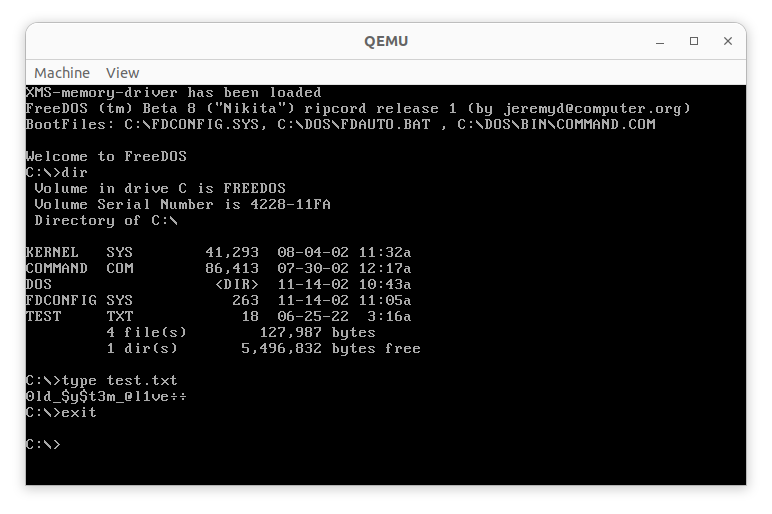 QEMU
Machine View
XMS-memory-driver has been loaded
FreeDOS (tm) Beta 8 ("Nikita") ripcord release 1 (by jeremyd@computer.org)
BootFiles: C:\FDCONFIG.SYS, C:\DOS\FDAUTO.BAT , C:\DOS\BIN\COMMAND.COM
Welcome to FreeDOS
C:\>dir
Volume in drive C is FREEDOS
Volume Serial Number is 4228-11FA
Directory of C:\
KERNEL SYS 41,293 08-04-02 11:32a
COMMAND COM 86,413 07-30-02 12:17a
DOS <DIR> 11-14-02 10:43a
FDCONFIG SYS 263 11-14-02 11:05a
TEST TXT 18 06-25-22 3:16a
4 file(s) 127,987 bytes
1 dir(s) 5,496,832 bytes free
C:\>type test.txt
0ld_$y$t3m_@l1ve÷÷
C:\>exit
C:\>